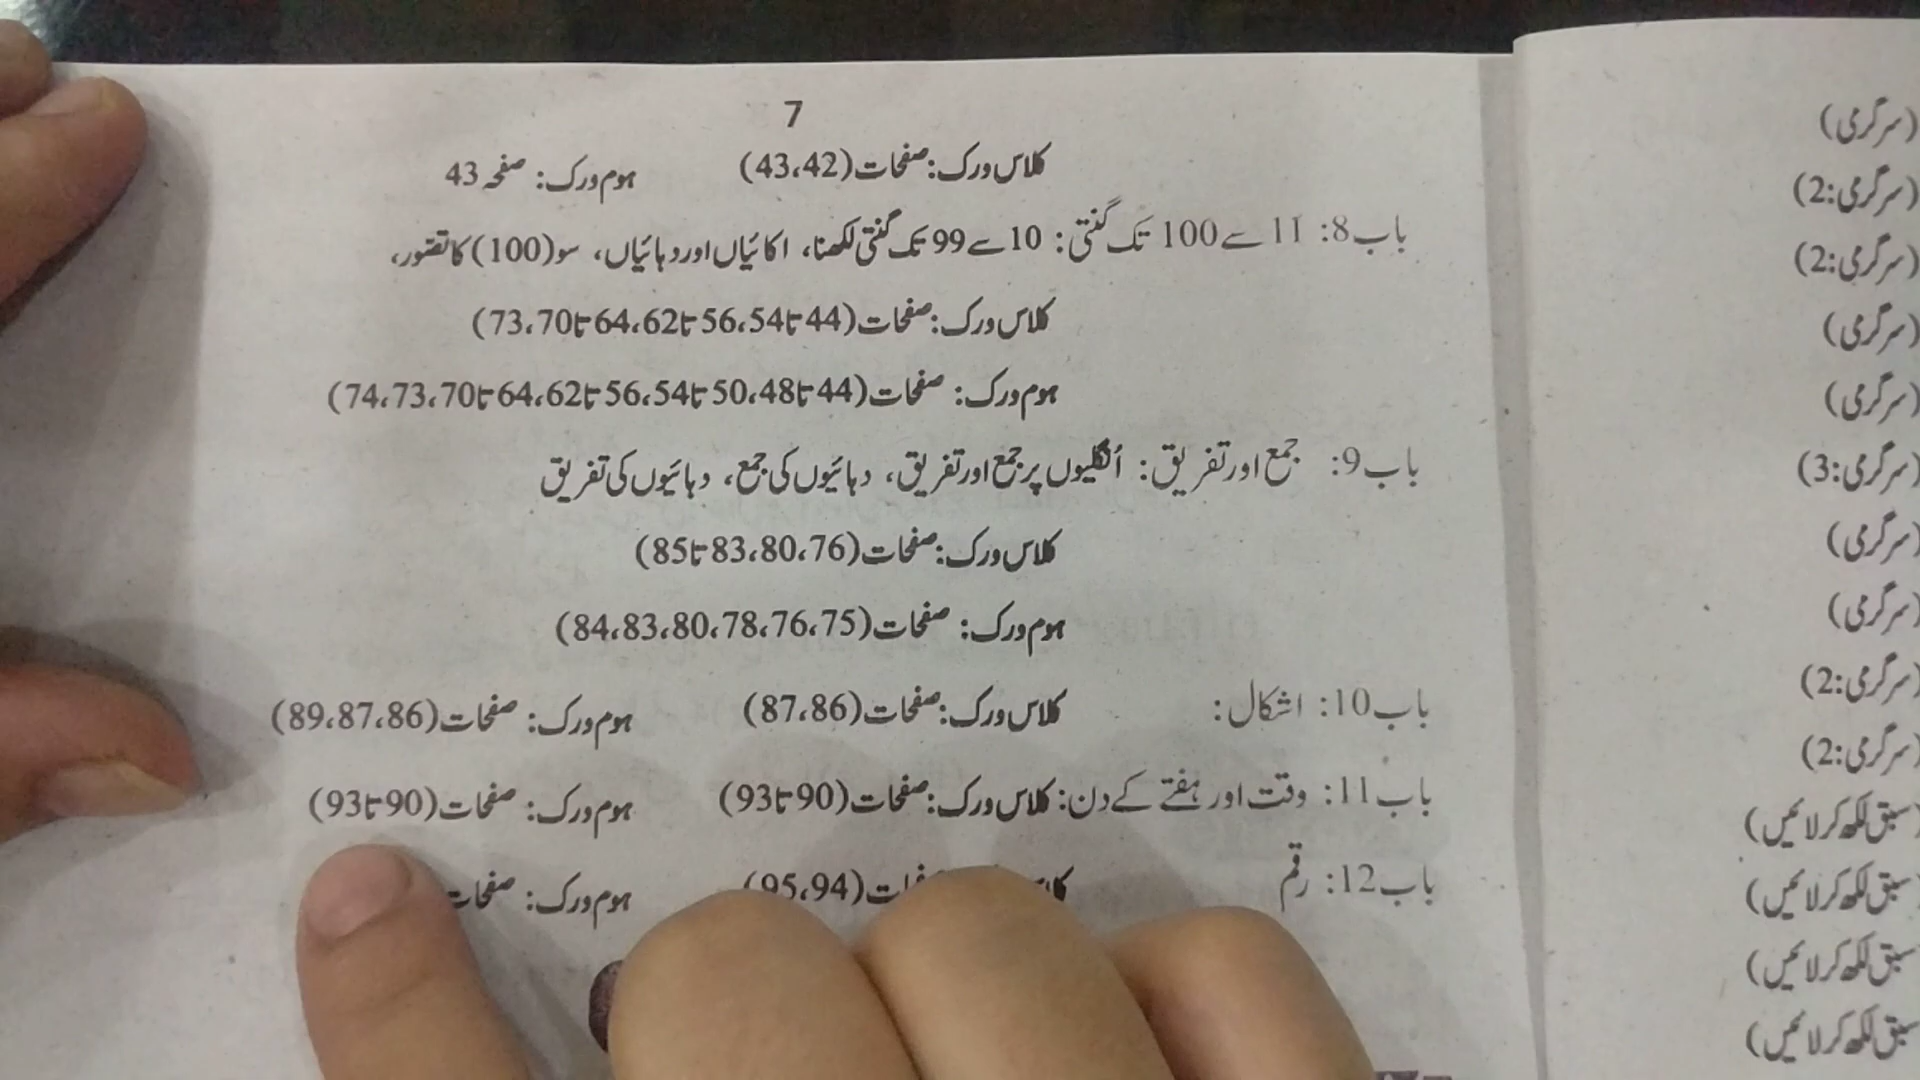 7
کلاس ورک: صفحات (43،42) ہوم ورک: صفحہ 43
باب 8: 11 سے 100 تک گنتی: 10 سے 99 تک گنتی لکھنا، اکائیاں اور دہائیاں، سو (100) کا تصور،
کلاس ورک: صفحات (44 تا 54، 56 تا 62، 64 تا 70، 73)
ہوم ورک: صفحات (44 تا 48، 50 تا 54، 56 تا 62، 64 تا 70، 73، 74)
باب 9: جمع اور تفریق: اُنگلیوں پر جمع اور تفریق، دہائیوں کی جمع، دہائیوں کی تفریق
کلاس ورک: صفحات (76، 80، 83 تا 85)
ہوم ورک: صفحات (75، 76، 78، 80، 83، 84)
باب 10: اشکال: کلاس ورک: صفحات (87،86) ہوم ورک: صفحات (89،87،86)
باب 11: وقت اور ہفتے کے دن: کلاس ورک: صفحات (90 تا 93) ہوم ورک: صفحات (90 تا 93)
باب 12: رقم (95،94) ہوم ورک: صفحات
(سرگرمی)
(سرگرمی:2)
(سرگرمی:2)
(سرگرمی)
(سرگرمی)
(سرگرمی:3)
(سرگرمی)
(سرگرمی)
(سرگرمی:2)
(سرگرمی:2)
سبق لکھ کر لائیں)
سبق لکھ کر لائیں)
سبق لکھ کر لائیں)
سبق لکھ کر لائیں)